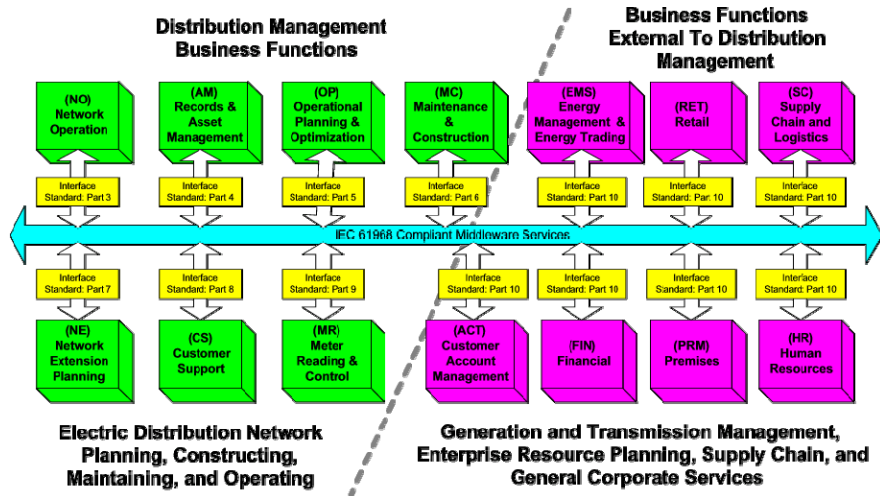 Distribution Management
Business Functions
Business Functions
External To Distribution
Management
(NO)
Network
Operation
(AM)
Records &
Asset
Management
(OP)
Operational
Planning &
Optimization
(MC)
Maintenance
&
Construction
(EMS)
Energy
Management &
Energy Trading
(RET)
Retail
(SC)
Supply
Chain and
Logistics
Interface
Standard: Part 3
Interface
Standard: Part 4
Interface
Standard: Part 5
Interface
Standard: Part 6
Interface
Standard: Part 10
Interface
Standard: Part 10
Interface
Standard: Part 10
IEC 61968 Compliant Middleware Services
Interface
Standard: Part 7
Interface
Standard: Part 8
Interface
Standard: Part 9
Interface
Standard: Part 10
Interface
Standard: Part 10
Interface
Standard: Part 10
Interface
Standard: Part 10
(NE)
Network
Extension
Planning
(CS)
Customer
Support
(MR)
Meter
Reading &
Control
(ACT)
Customer
Account
Management
(FIN)
Financial
(PRM)
Premises
(HR)
Human
Resources
Electric Distribution Network
Planning, Constructing,
Maintaining, and Operating
Generation and Transmission Management,
Enterprise Resource Planning, Supply Chain, and
General Corporate Services